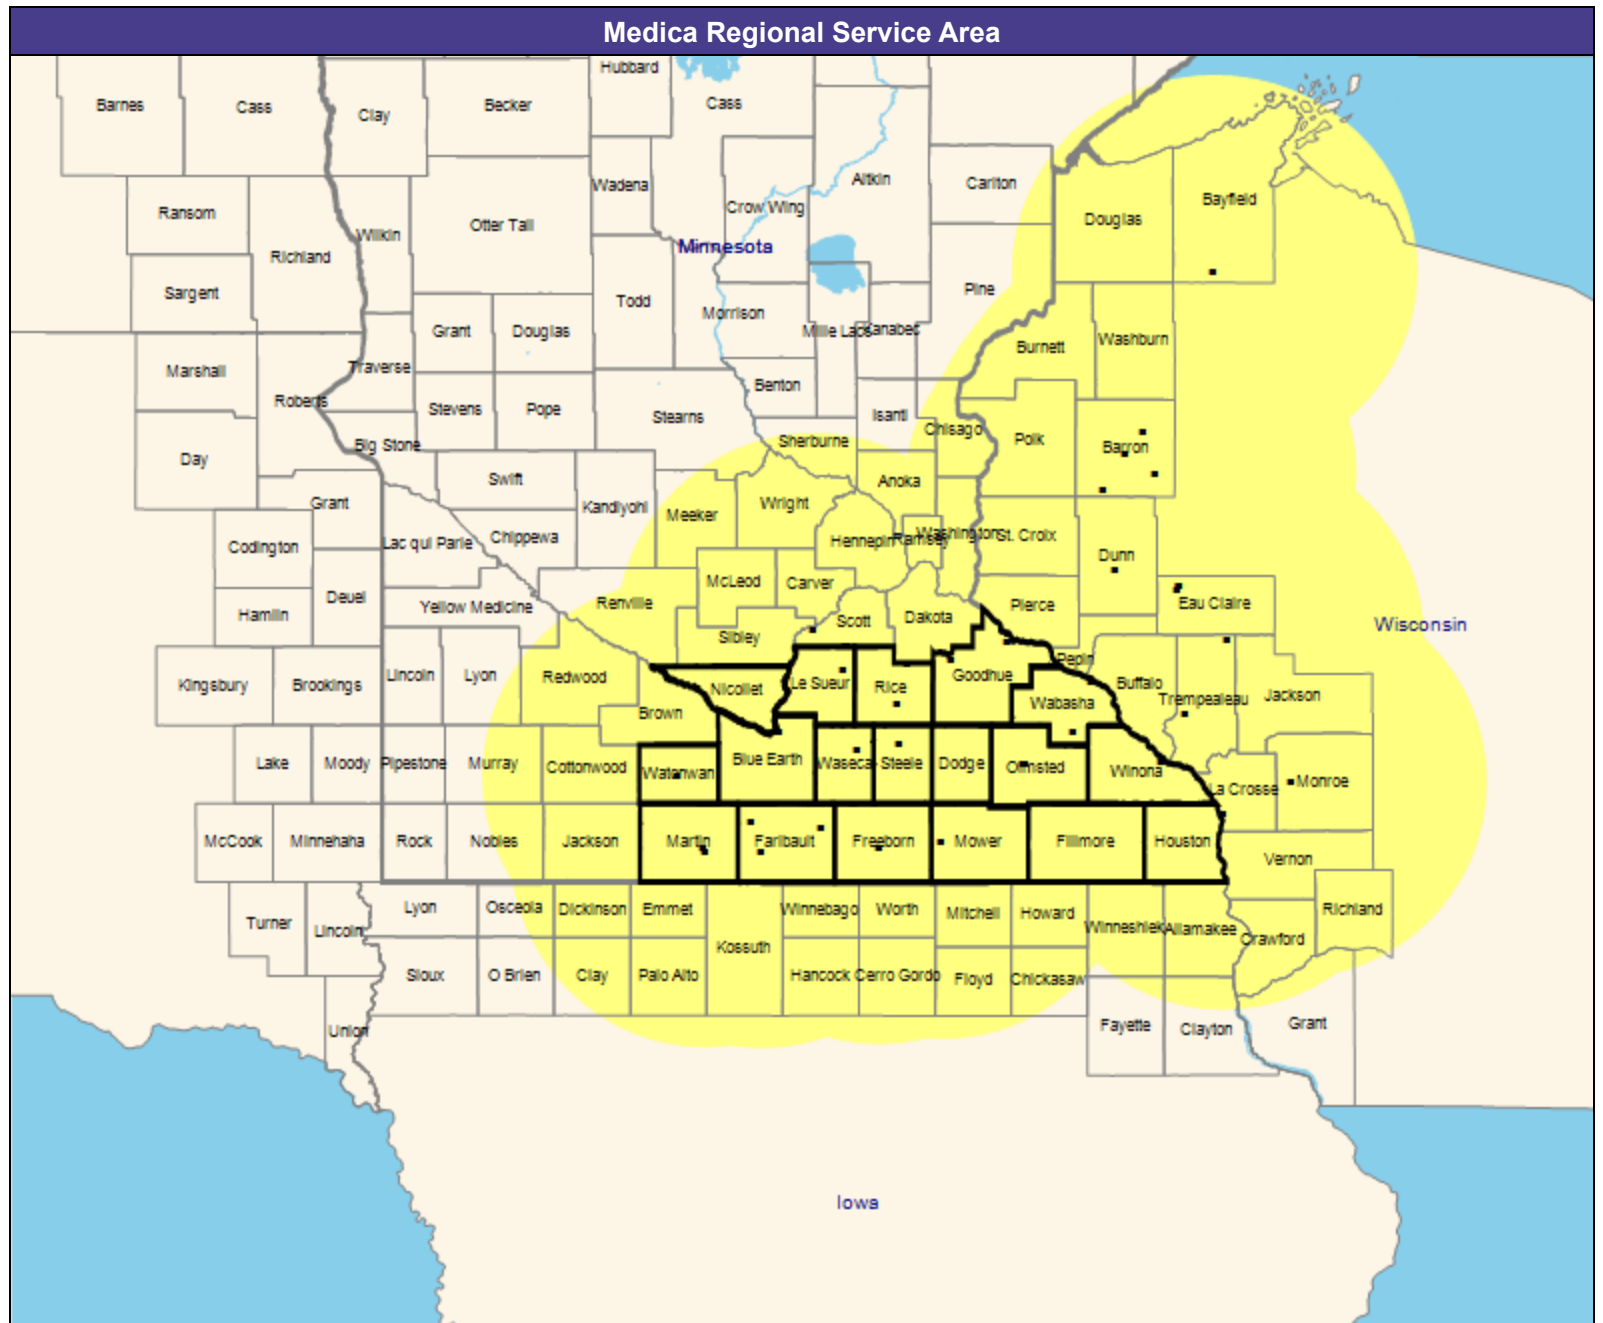 Medica Regional Service Area
Hubbard
Barnes
Cass
Clay
Becker
Cass
Wadena
Aitkin
Carlton
Ransom
Crow Wing
Bayfield
Douglas
Otter Tail
Wilkin
Minnesota
Richland
Sargent
Todd
Pine
Morrison
Grant
Douglas
Mille Lacs
Kanabec
Washburn
Burnett
Marshall
Traverse
Benton
Roberts
Stevens
Pope
Stearns
Isanti
Chisago
Polk
Big Stone
Sherburne
Barron
Day
Swift
Anoka
Grant
Kandiyohi
Meeker
Wright
Codington
Lac qui Parle
Chippewa
Hennepin
Ramsey
Washington
St. Croix
Dunn
McLeod
Carver
Deuel
Yellow Medicine
Renville
Pierce
Eau Claire
Hamlin
Scott
Dakota
Sibley
Wisconsin
Pepin
Kingsbury
Brookings
Lincoln
Lyon
Redwood
Nicollet
Le Sueur
Rice
Goodhue
Buffalo
Trempealeau
Jackson
Brown
Wabasha
Lake
Moody
Pipestone
Murray
Cottonwood
Watonwan
Blue Earth
Waseca
Steele
Dodge
Olmsted
Winona
La Crosse
Monroe
McCook
Minnehaha
Rock
Nobles
Jackson
Martin
Faribault
Freeborn
Mower
Fillmore
Houston
Vernon
Turner
Lincoln
Lyon
Osceola
Dickinson
Emmet
Winnebago
Worth
Mitchell
Howard
Winneshiek
Allamakee
Crawford
Richland
Kossuth
Sioux
O Brien
Clay
Palo Alto
Hancock
Cerro Gordo
Floyd
Chickasaw
Union
Fayette
Clayton
Grant
Iowa